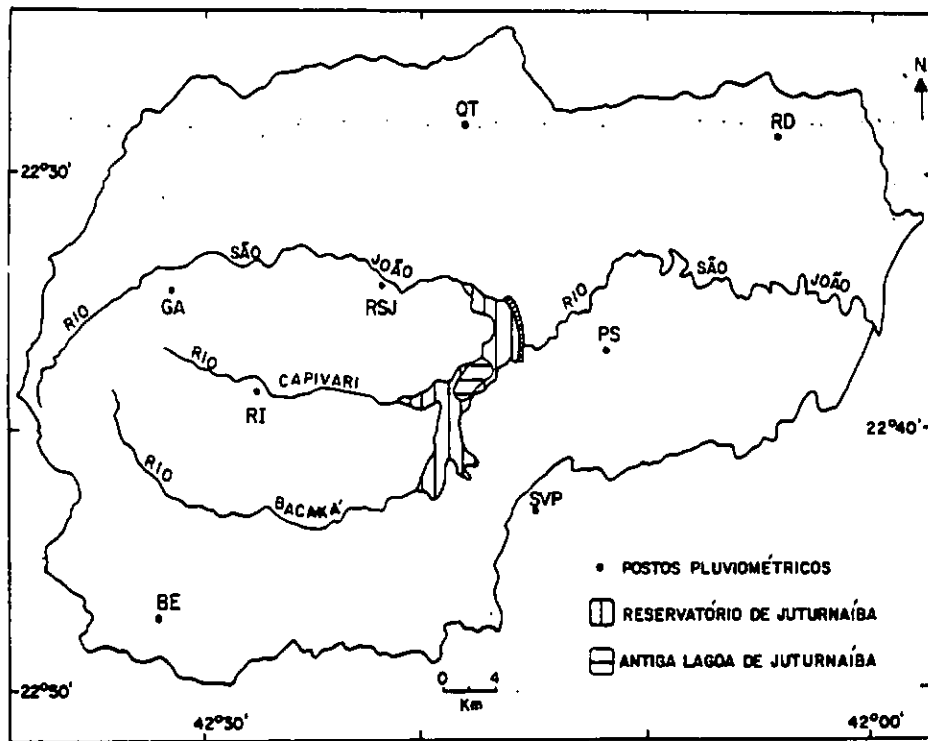 QT
RD
N
22°30'
RIO SÃO JOÃO
GA
RSJ
RIO SÃO JOÃO
PS
RIO CAPIVARI
RI
22°40'
RIO BACAXÁ
SVP
BE
• POSTOS PLUVIOMÉTRICOS
RESERVATÓRIO DE JUTURNAÍBA
ANTIGA LAGOA DE JUTURNAÍBA
0 4
Km
22°50'
42°30'
42°00'